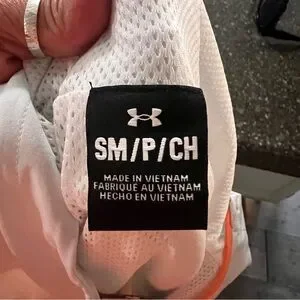 SM/P/CH
MADE IN VIETNAM
FABRIQUE AU VIETNAM
HECHO EN VIETNAM